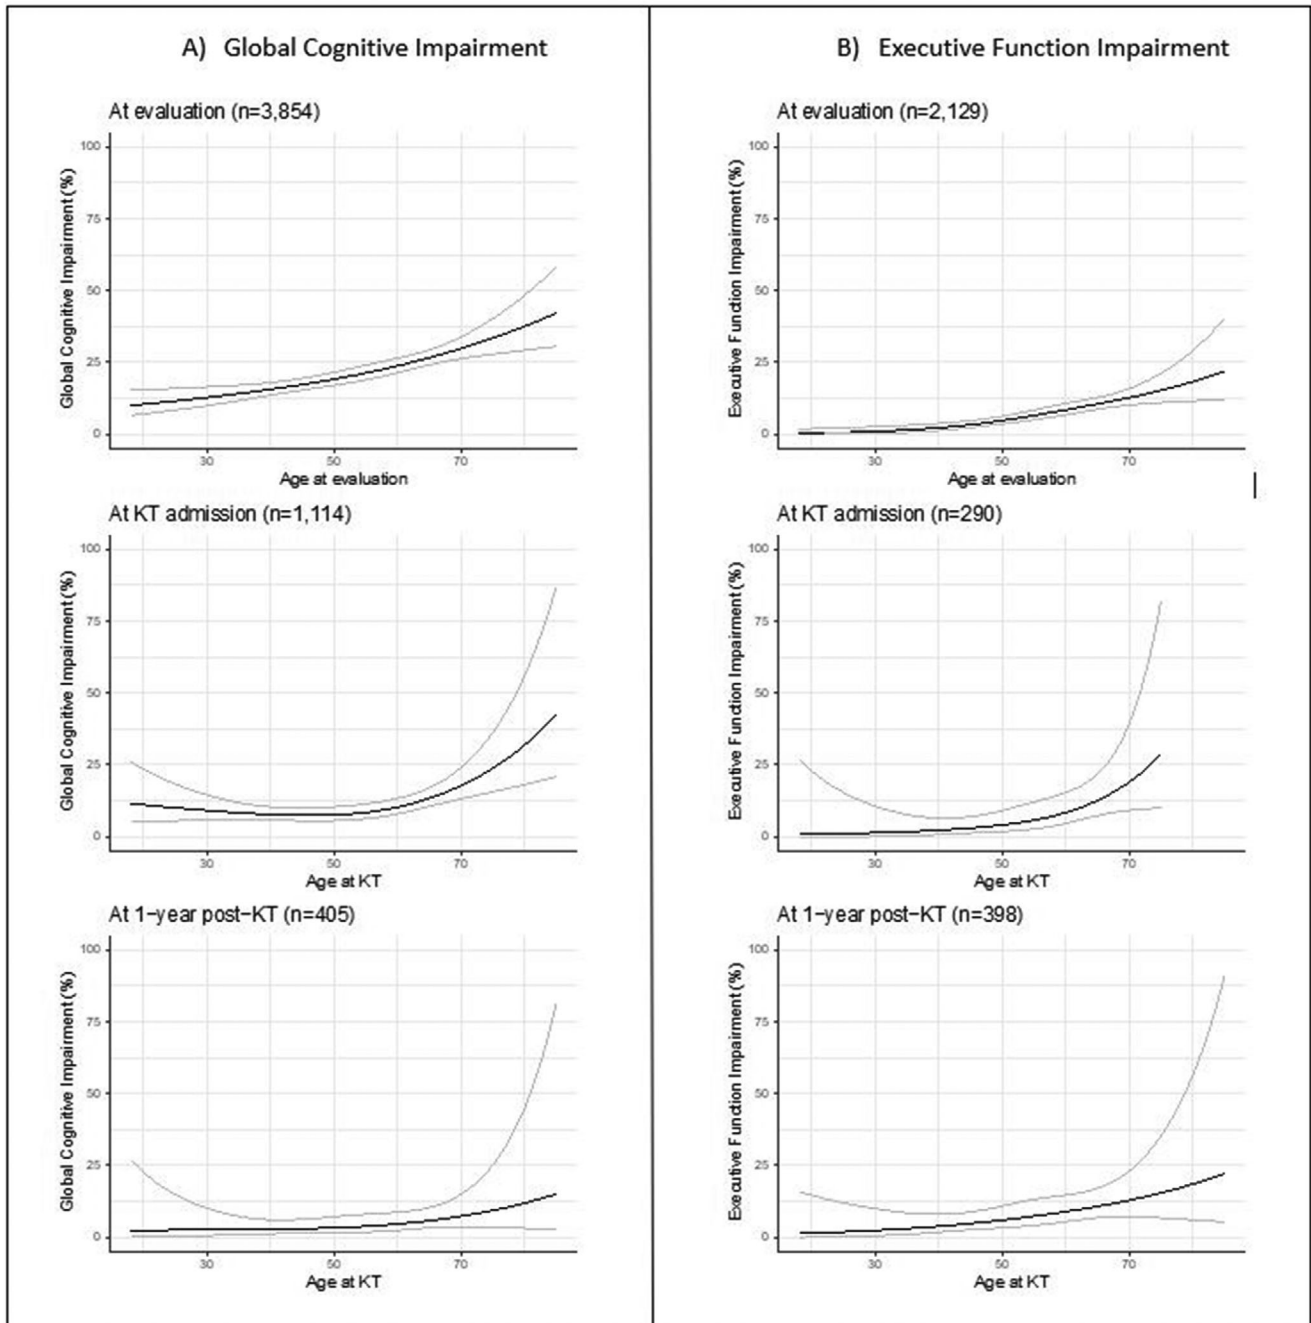 A) Global Cognitive Impairment
At evaluation (n=3,854)
Global Cognitive Impairment (%)
100
75
50
25
0
30 50 70
Age at evaluation
At KT admission (n=1,114)
Global Cognitive Impairment (%)
100
75
50
25
0
30 50 70
Age at KT
At 1-year post-KT (n=405)
Global Cognitive Impairment (%)
100
75
50
25
0
30 50 70
Age at KT
B) Executive Function Impairment
At evaluation (n=2,129)
Executive Function Impairment (%)
100
75
50
25
0
30 50 70
Age at evaluation
At KT admission (n=290)
Executive Function Impairment (%)
100
75
50
25
0
30 50 70
Age at KT
At 1-year post-KT (n=398)
Executive Function Impairment (%)
100
75
50
25
0
30 50 70
Age at KT